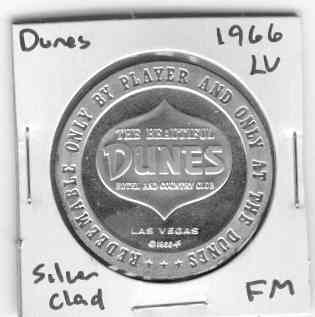 Dunes
1966
LV
REDEEMABLE ONLY BY PLAYER AND ONLY AT THE DUNES
THE BEAUTIFUL
DUNES
HOTEL AND COUNTRY CLUB
LAS VEGAS
Silver
Clad
FM